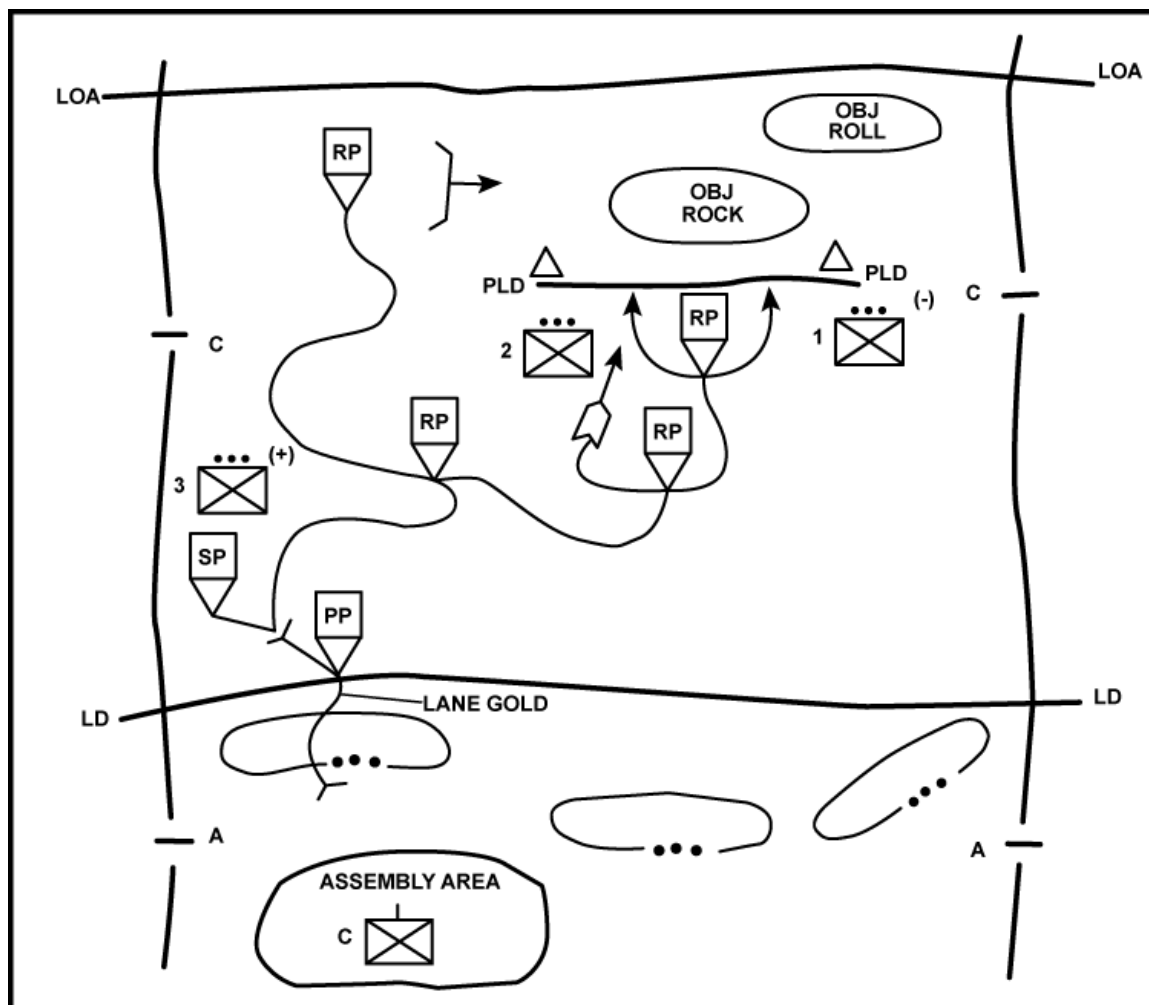 LOA
LOA
OBJ
ROLL
RP
OBJ
ROCK
PLD
PLD
C
(-)
RP
1
2
C
RP
RP
(+)
3
SP
PP
LANE GOLD
LD
LD
A
A
ASSEMBLY AREA
C